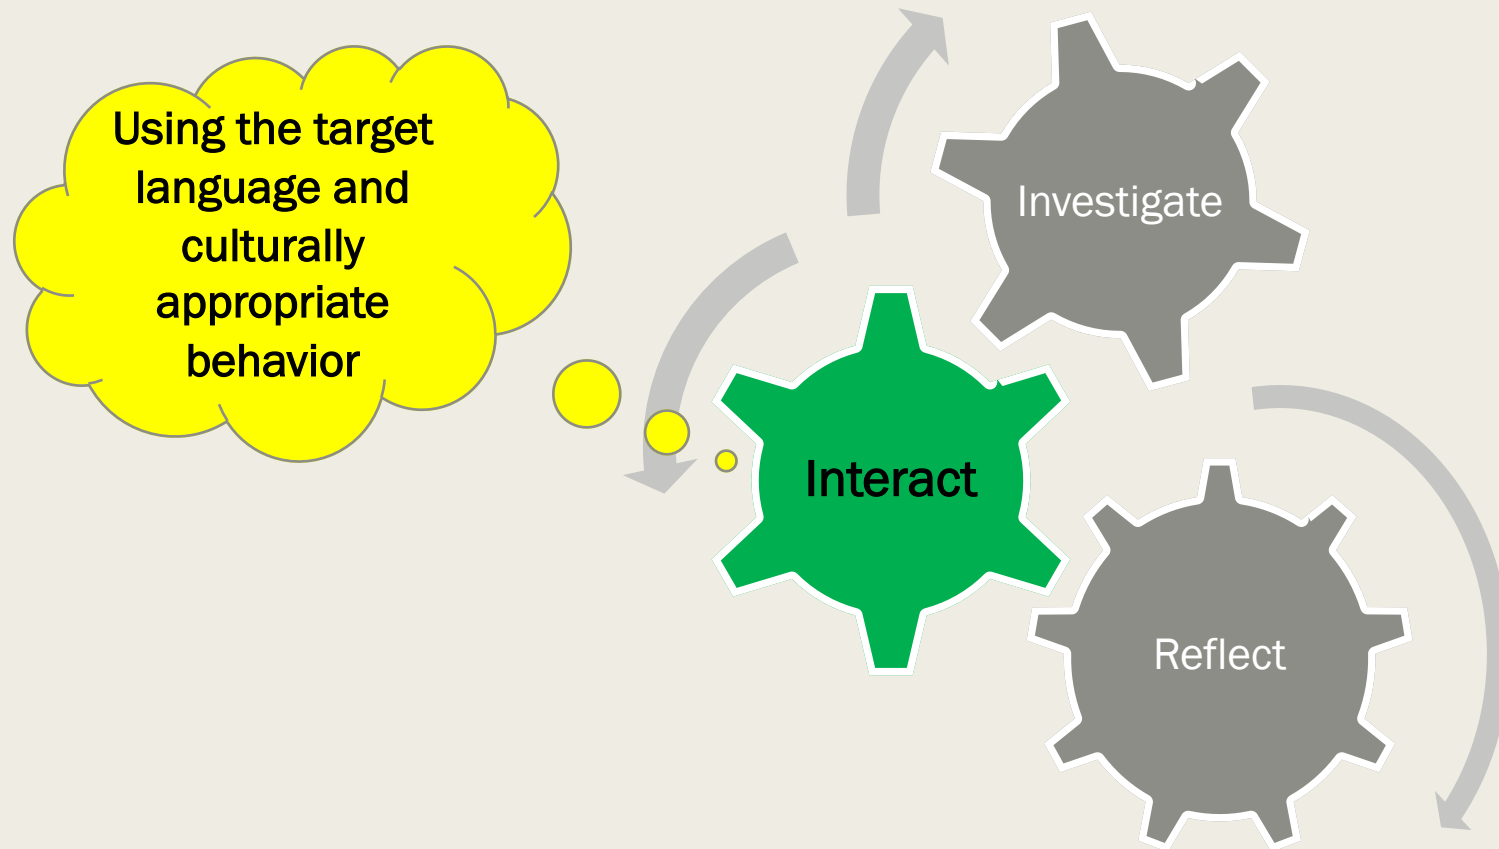 Using the target
language and
culturally
appropriate
behavior
Investigate
Interact
Reflect